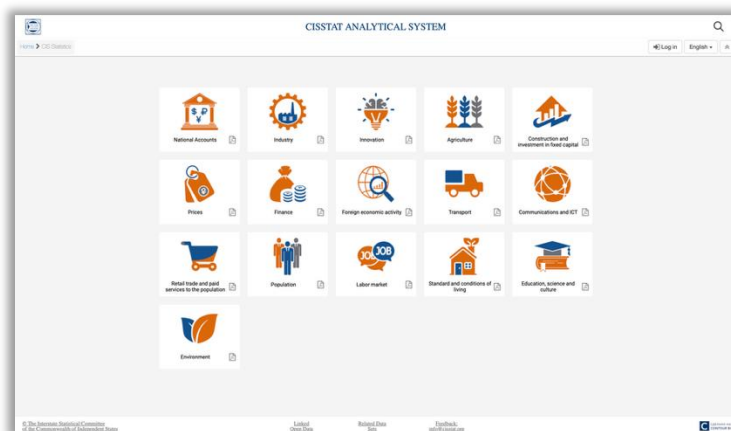 CISSTAT ANALYTICAL SYSTEM
Home > CIS Statistics
Log in
English
$ ₽
¥
National Accounts
Industry
Innovation
Agriculture
Construction and
investment in fixed capital
Prices
Finance
Foreign economic activity
Transport
Communications and ICT
JOB JOB
Retail trade and paid
services to the population
Population
Labor market
Standard and conditions of
living
Education, science and
culture
Environment
© The Interstate Statistical Committee
of the Commonwealth of Independent States
Linked
Open Data
Related Data
Sets
Feedback:
info@cisstat.org